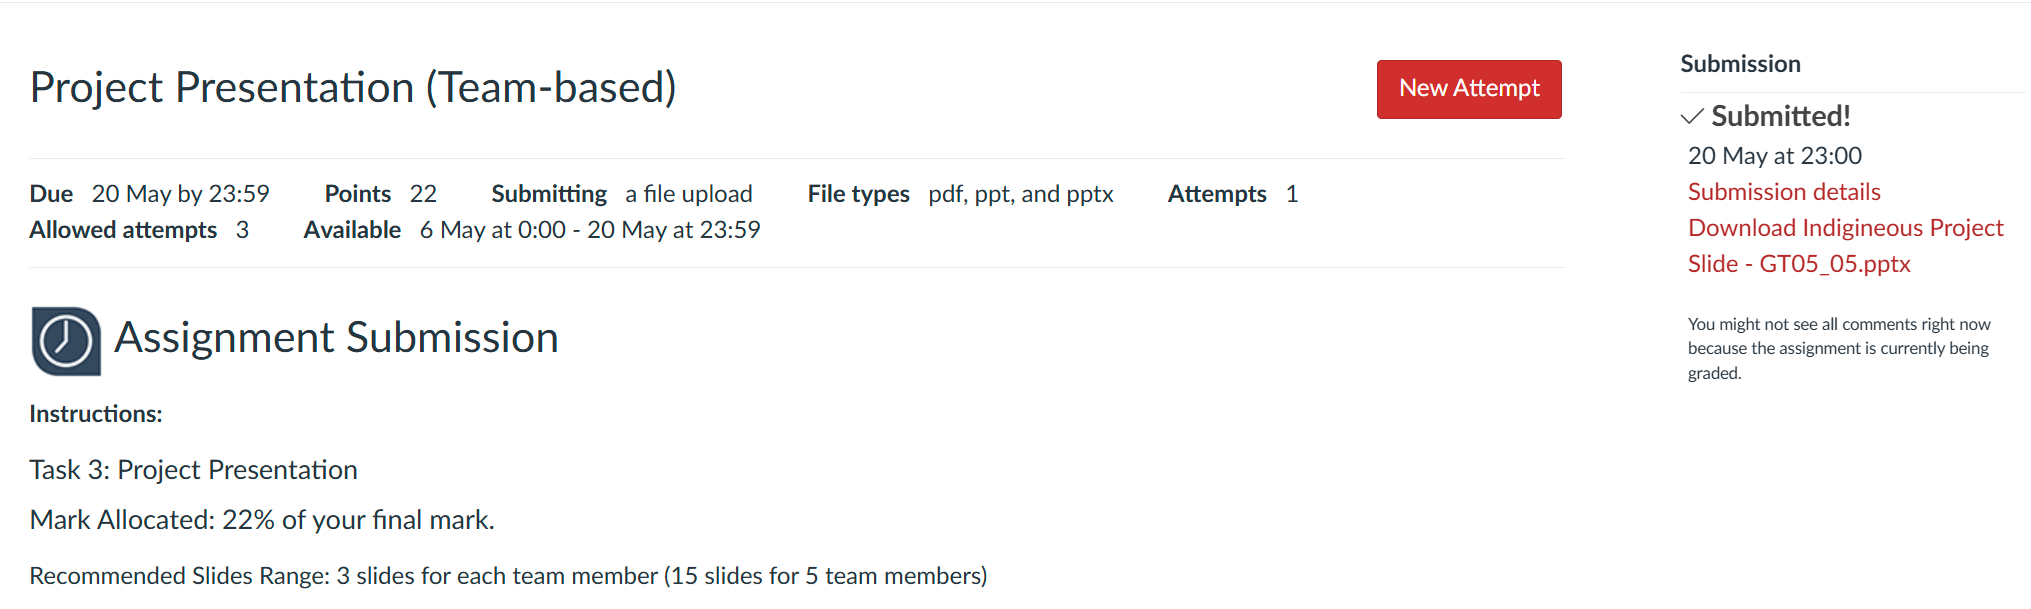 Project Presentation (Team-based)
New Attempt
Due 20 May by 23:59 Points 22 Submitting a file upload File types pdf, ppt, and pptx Attempts 1
Allowed attempts 3 Available 6 May at 0:00 - 20 May at 23:59
Assignment Submission
Instructions:
Task 3: Project Presentation
Mark Allocated: 22% of your final mark.
Recommended Slides Range: 3 slides for each team member (15 slides for 5 team members)
Submission
Submitted!
20 May at 23:00
Submission details
Download Indigineous Project
Slide - GT05_05.pptx
You might not see all comments right now
because the assignment is currently being
graded.